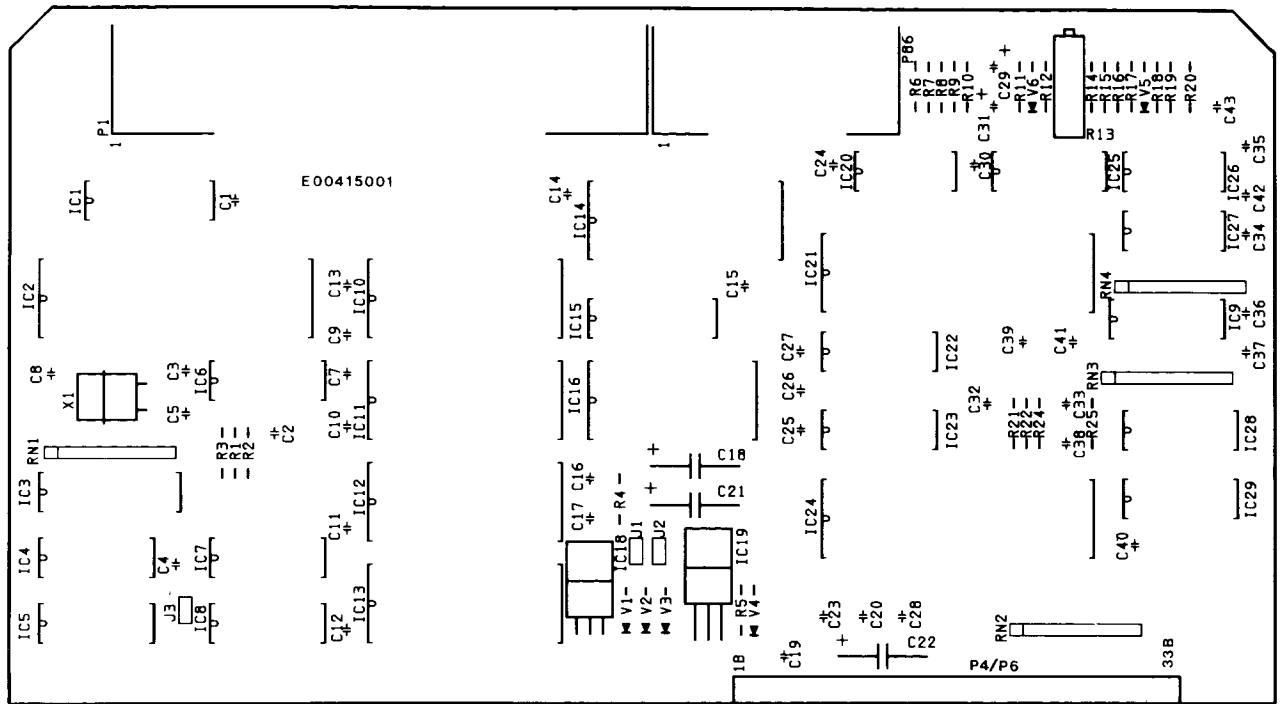 P86
R6
R7
R8
R9
R10
C29
+
+
R11
V6
R12
R14
R15
R16
R17
V5
R18
R19
R20
C43
P1
1
1
C31
R13
C35
C24
IC20
C30
IC25
IC26
C42
E00415001
IC1
C1
C14
IC14
IC27
C34
IC2
C13
IC10
IC21
C15
RN4
C9
IC15
IC9
C36
C39
C41
C37
C27
IC22
C8
X1
C3
IC6
C7
IC16
C26
RN3
C5
C32
C33
C10
IC11
C25
IC23
R21
R22
R24
C38
R25
IC28
RN1
R3
R1
R2
C2
+
C18
IC3
IC12
C16
R4
+
C21
IC24
IC29
C17
C11
IC18
J1
J2
IC19
C40
IC4
C4
IC7
J3
IC5
IC8
C12
IC13
V1
V2
V3
R5
V4
C23
C20
C28
RN2
+
C22
C19
1B
P4/P6
33B